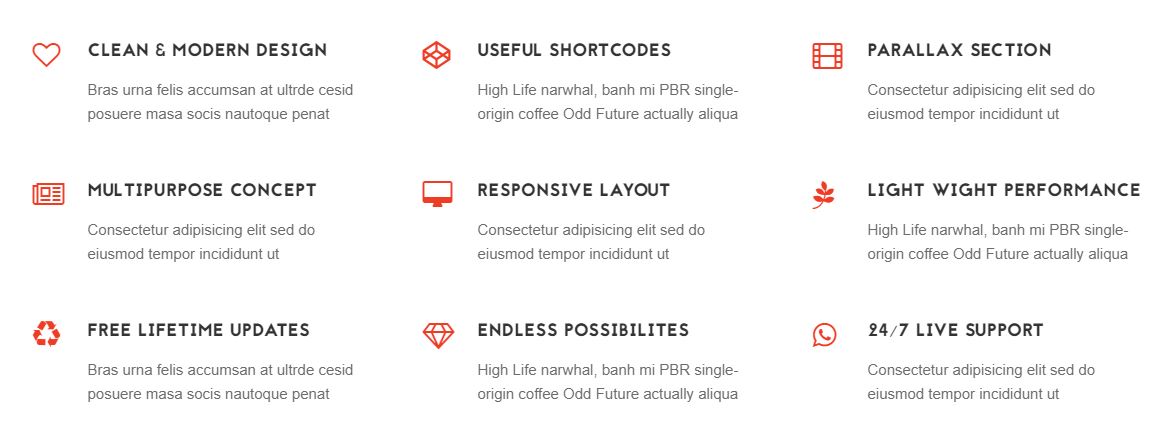 CLEAN & MODERN DESIGN
Bras urna felis accumsan at ultrde cesid
posuere masa socis nautoque penat
USEFUL SHORTCODES
High Life narwhal, banh mi PBR single-
origin coffee Odd Future actually aliqua
PARALLAX SECTION
Consectetur adipisicing elit sed do
eiusmod tempor incididunt ut
MULTIPURPOSE CONCEPT
Consectetur adipisicing elit sed do
eiusmod tempor incididunt ut
RESPONSIVE LAYOUT
Consectetur adipisicing elit sed do
eiusmod tempor incididunt ut
LIGHT WIGHT PERFORMANCE
High Life narwhal, banh mi PBR single-
origin coffee Odd Future actually aliqua
FREE LIFETIME UPDATES
Bras urna felis accumsan at ultrde cesid
posuere masa socis nautoque penat
ENDLESS POSSIBILITES
High Life narwhal, banh mi PBR single-
origin coffee Odd Future actually aliqua
24/7 LIVE SUPPORT
Consectetur adipisicing elit sed do
eiusmod tempor incididunt ut